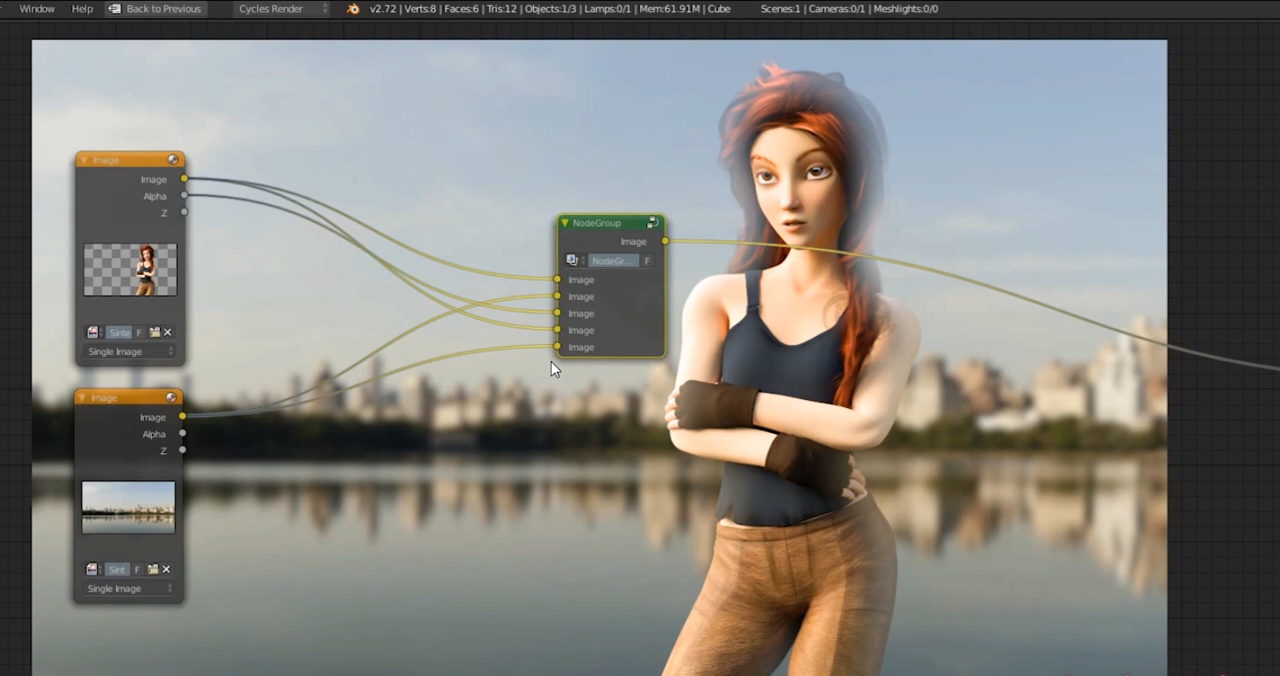 Window Help Back to Previous Cycles Render v2.72 | Verts:8 | Faces:6 | Tris:12 | Objects:1/3 | Lamps:0/1 | Mem:61.91M | Cube Scenes:1 | Cameras:0/1 | Meshlights:0/0
Image
Image
Alpha
Z
Sinte F
Single Image
NodeGroup
Image
NodeGr... F
Image
Image
Image
Image
Image
Image
Image
Alpha
Z
Sint F
Single Image